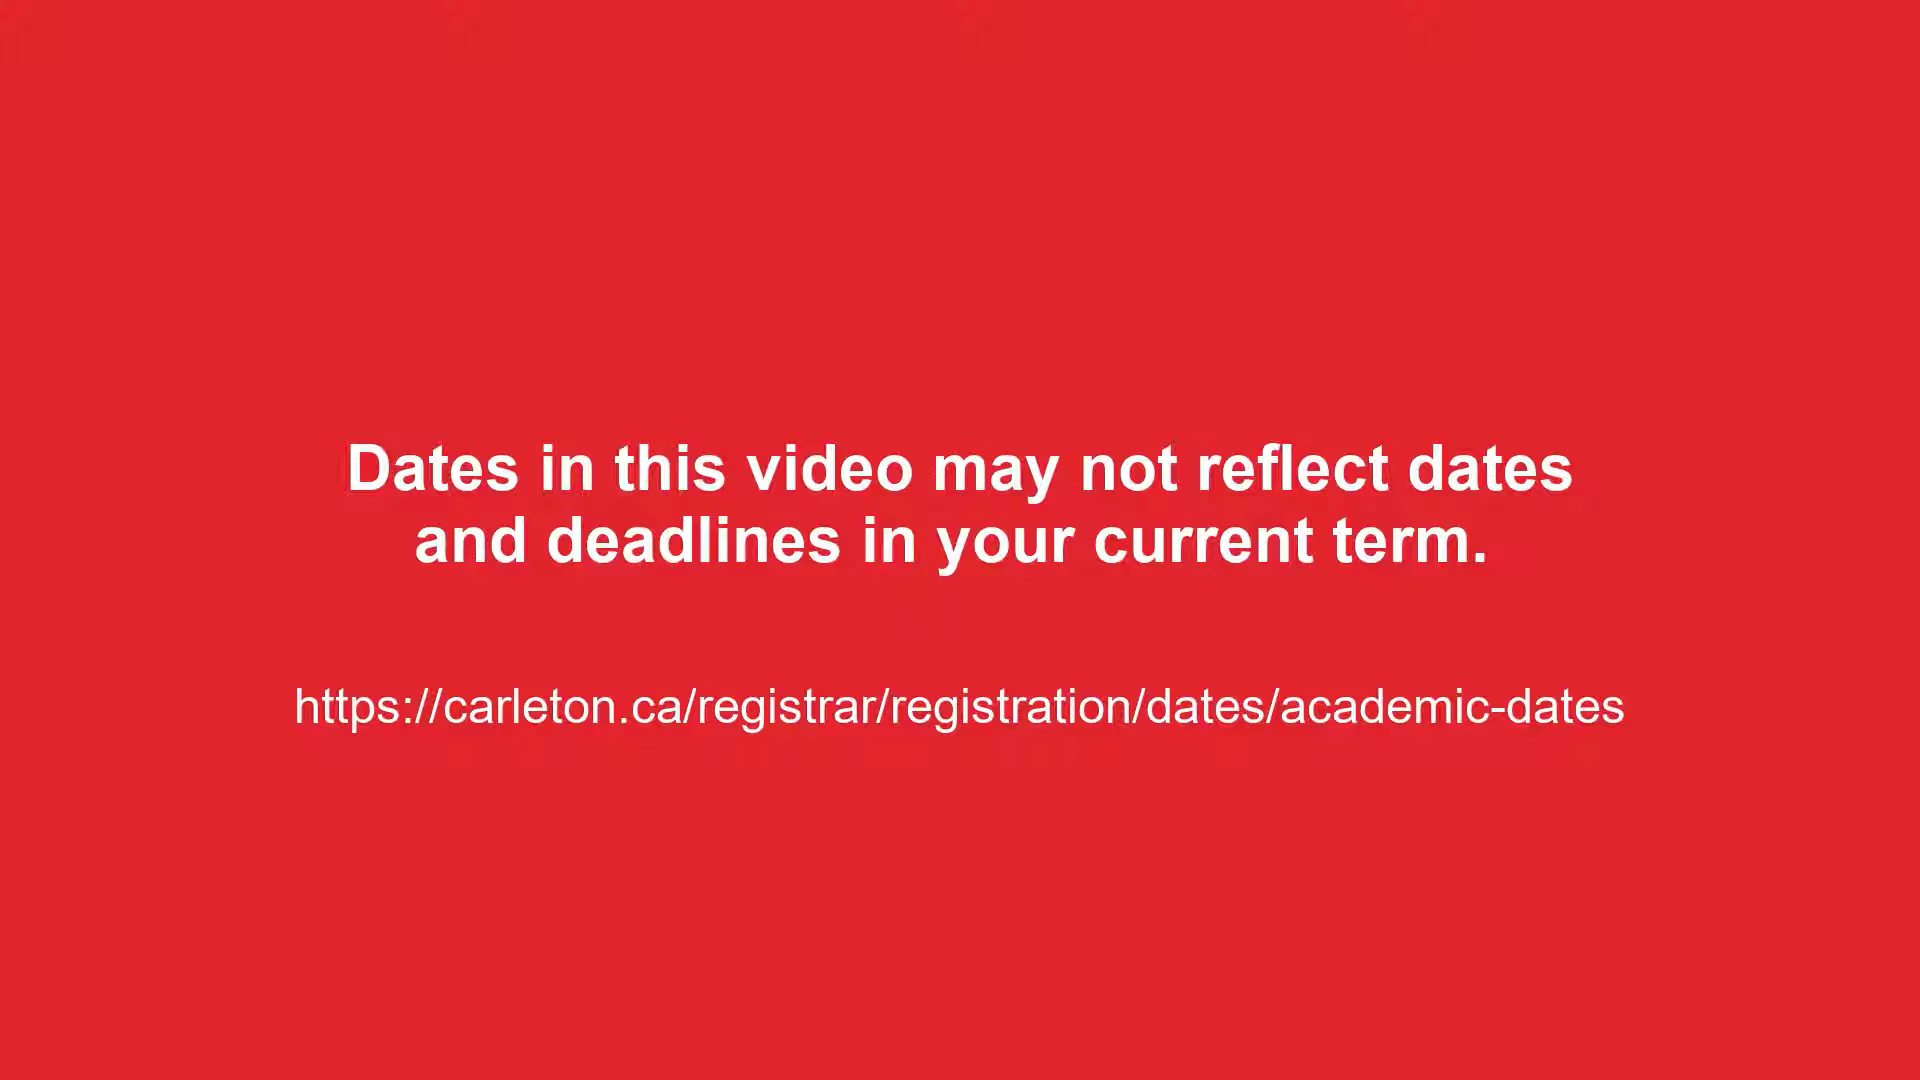 Dates in this video may not reflect dates
and deadlines in your current term.
https://carleton.ca/registrar/registration/dates/academic-dates